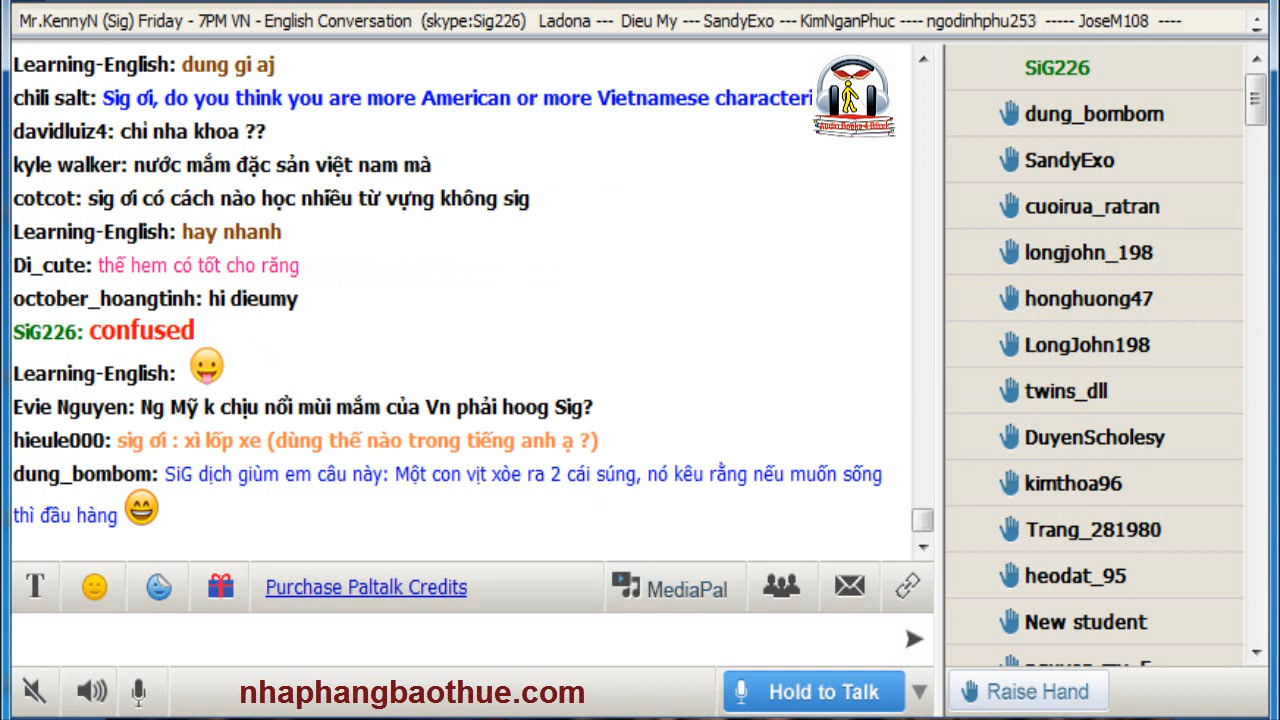 Mr.KennyN (Sig) Friday - 7PM VN - English Conversation (skype:Sig226) Ladona --- Dieu My --- SandyExo --- KimNganPhuc ---- ngodinhphu253 ----- JoseM108 ----
Learning-English: dung gi aj
chili salt: Sig ơi, do you think you are more American or more Vietnamese characteri
davidluiz4: chỉ nha khoa ??
kyle walker: nước mắm đặc sản việt nam mà
cotcot: sig ơi có cách nào học nhiều từ vựng không sig
Learning-English: hay nhanh
Di_cute: thế hem có tốt cho răng
october_hoangtinh: hi dieumy
SiG226: confused
Learning-English:
Evie Nguyen: Ng Mỹ k chịu nổi mùi mắm của Vn phải hoog Sig?
hieule000: sig ơi : xì lốp xe (dùng thế nào trong tiếng anh ạ ?)
dung_bombom: SiG dịch giùm em câu này: Một con vịt xòe ra 2 cái súng, nó kêu rằng nếu muốn sống
thì đầu hàng
Audio Books 4 Blind
SiG226
dung_bombom
SandyExo
cuoirua_ratran
longjohn_198
honghuong47
LongJohn198
twins_dll
DuyenScholesy
kimthoa96
Trang_281980
heodat_95
New student
T
Purchase Paltalk Credits
MediaPal
nhaphangbaothue.com
Hold to Talk
Raise Hand